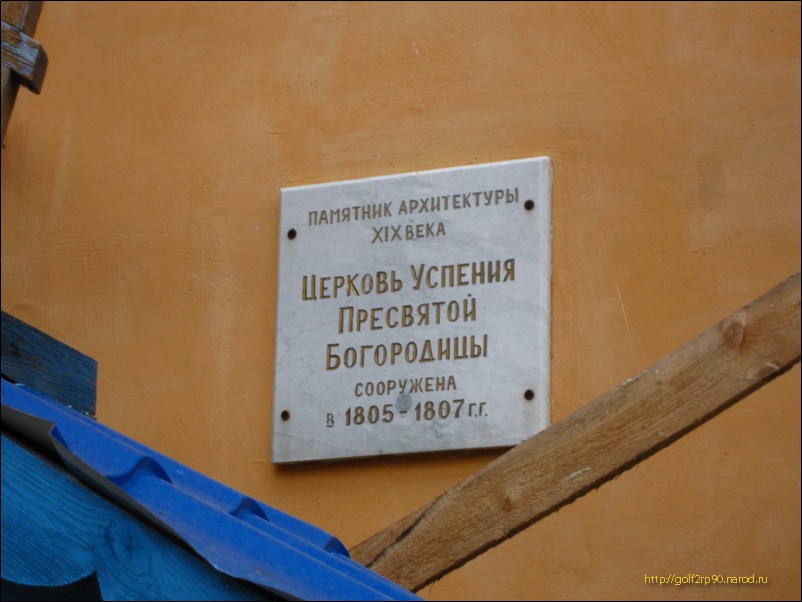 ПАМЯТНИК АРХИТЕКТУРЫ
XIX ВЕКА
ЦЕРКОВЬ УСПЕНИЯ
ПРЕСВЯТОЙ
БОГОРОДИЦЫ
СООРУЖЕНА
В 1805 - 1807 Г.Г.
http://golf2rp90.narod.ru